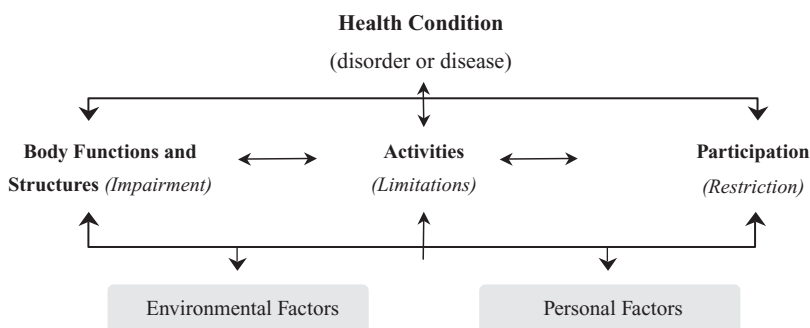 Health Condition
(disorder or disease)
Body Functions and
Structures (Impairment)
Activities
(Limitations)
Participation
(Restriction)
Environmental Factors
Personal Factors